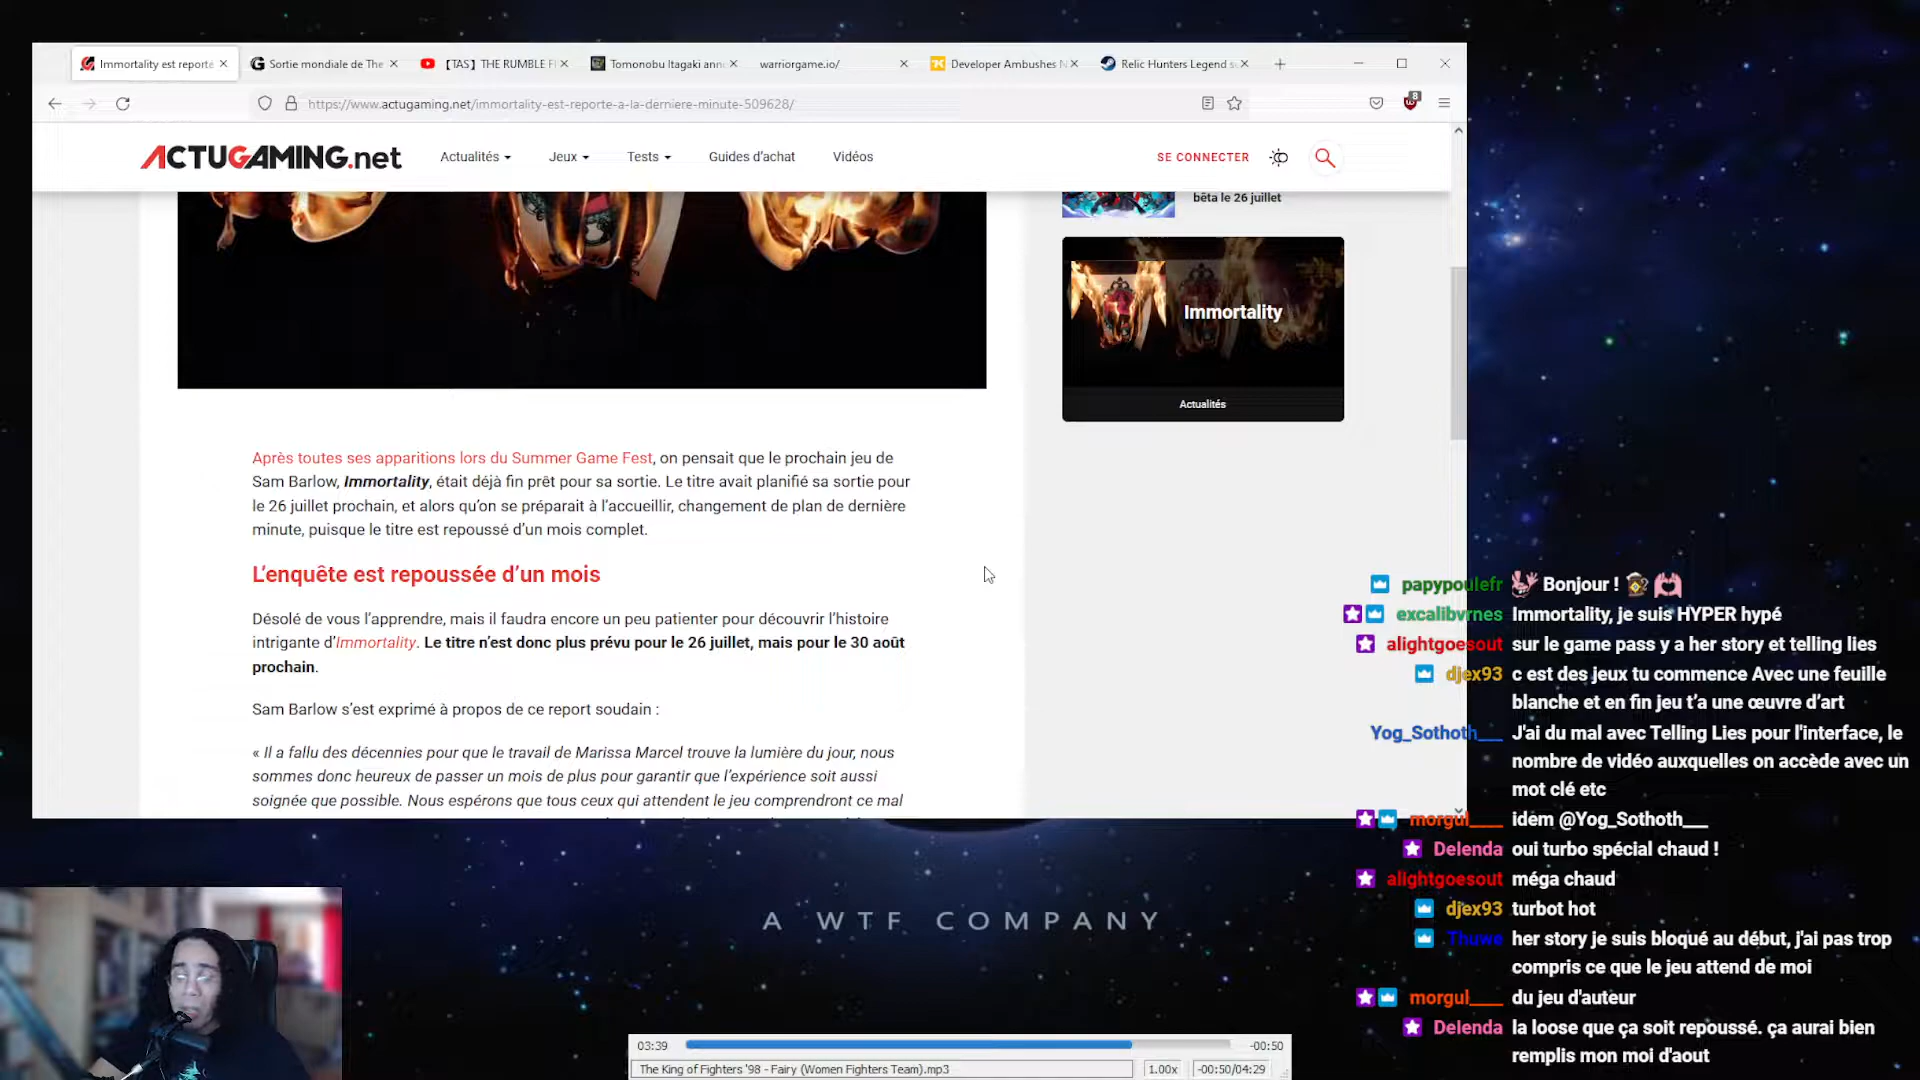 Immortality est reporté
Sortie mondiale de The
【TAS】 THE RUMBLE FI
Tomonobu Itagaki ann
warriorgame.io/
Developer Ambushes N
Relic Hunters Legend s
https://www.actugaming.net/immortality-est-reporte-a-la-derniere-minute-509628/
8
ACTUGAMING.net
Actualités
Jeux
Tests
Guides d'achat
Vidéos
SE CONNECTER
bêta le 26 juillet
Immortality
Actualités
Après toutes ses apparitions lors du Summer Game Fest, on pensait que le prochain jeu de
Sam Barlow, Immortality, était déjà fin prêt pour sa sortie. Le titre avait planifié sa sortie pour
le 26 juillet prochain, et alors qu'on se préparait à l'accueillir, changement de plan de dernière
minute, puisque le titre est repoussé d'un mois complet.
L'enquête est repoussée d'un mois
Désolé de vous l'apprendre, mais il faudra encore un peu patienter pour découvrir l'histoire
intrigante d'Immortality. Le titre n'est donc plus prévu pour le 26 juillet, mais pour le 30 août
prochain.
Sam Barlow s'est exprimé à propos de ce report soudain :
« Il a fallu des décennies pour que le travail de Marissa Marcel trouve la lumière du jour, nous
sommes donc heureux de passer un mois de plus pour garantir que l'expérience soit aussi
soignée que possible. Nous espérons que tous ceux qui attendent le jeu comprendront ce mal
papypoulefr Bonjour !
excalibvrnes Immortality, je suis HYPER hypé
alightgoesout sur le game pass y a her story et telling lies
djex93 c est des jeux tu commence Avec une feuille
blanche et en fin jeu t'a une œuvre d'art
Yog_Sothoth___ J'ai du mal avec Telling Lies pour l'interface, le
nombre de vidéo auxquelles on accède avec un
mot clé etc
morgul____ idem @Yog_Sothoth___
Delenda oui turbo spécial chaud !
alightgoesout méga chaud
djex93 turbot hot
Thuwe her story je suis bloqué au début, j'ai pas trop
compris ce que le jeu attend de moi
morgul____ du jeu d'auteur
Delenda la loose que ça soit repoussé. ça aurai bien
remplis mon moi d'aout
A WTF COMPANY
03:39
-00:50
The King of Fighters '98 - Fairy (Women Fighters Team).mp3
1.00x
-00:50/04:29